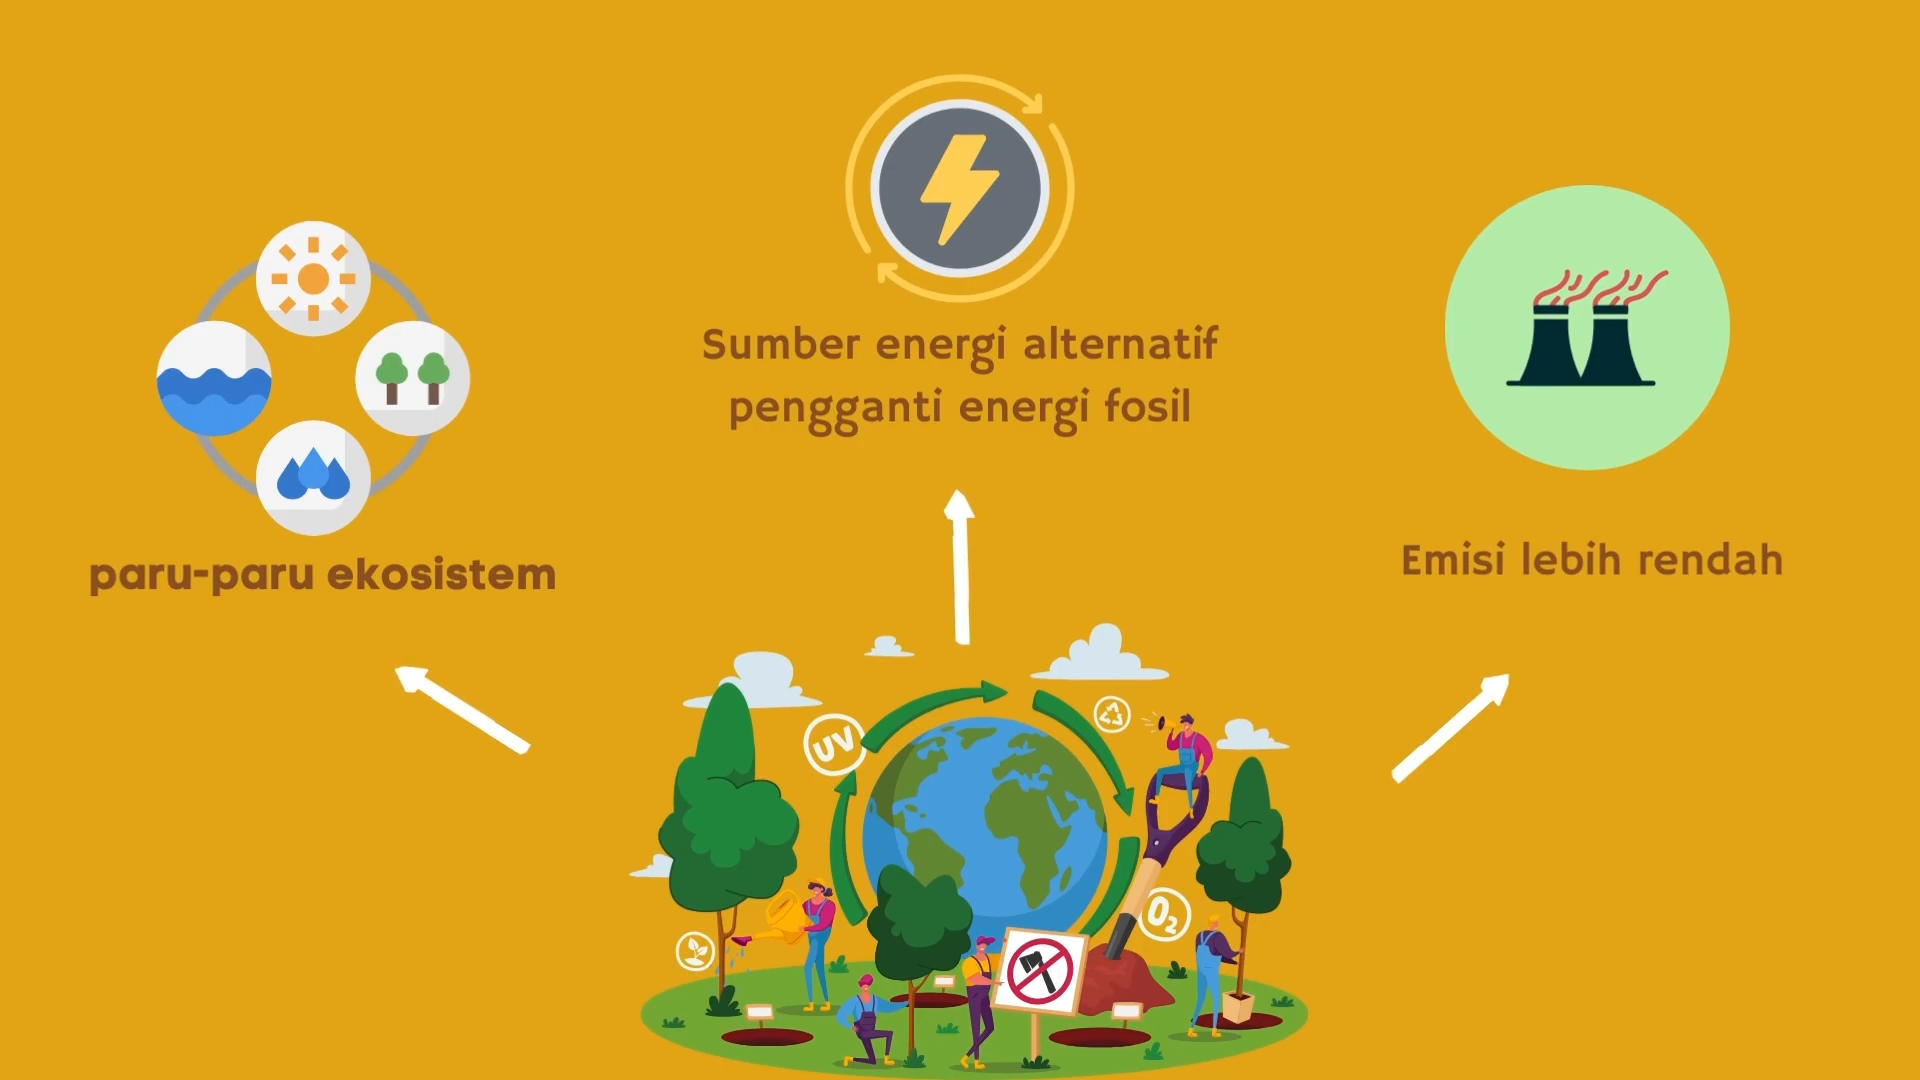 Sumber energi alternatif
pengganti energi fosil
paru-paru ekosistem
Emisi lebih rendah
UV
O₂